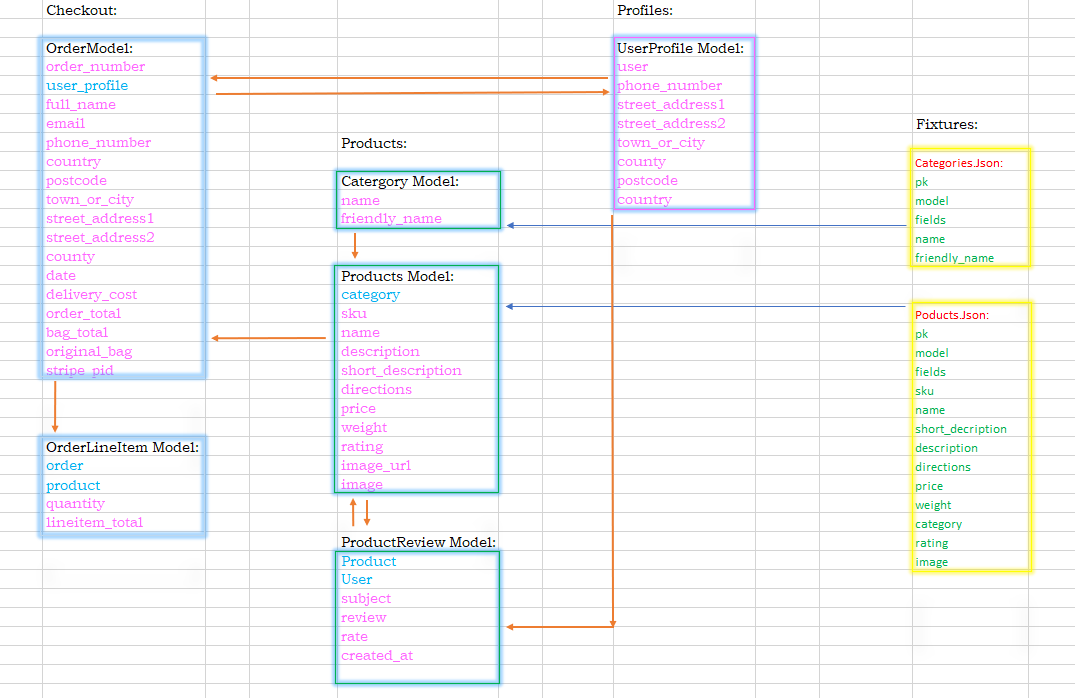 Checkout:
OrderModel:
order_number
user_profile
full_name
email
phone_number
country
postcode
town_or_city
street_address1
street_address2
county
date
delivery_cost
order_total
bag_total
original_bag
stripe_pid
OrderLineItem Model:
order
product
quantity
lineitem_total
Products:
Catergory Model:
name
friendly_name
Products Model:
category
sku
name
description
short_description
directions
price
weight
rating
image_url
image
ProductReview Model:
Product
User
subject
review
rate
created_at
Profiles:
UserProfile Model:
user
phone_number
street_address1
street_address2
town_or_city
county
postcode
country
Fixtures:
Categories.Json:
pk
model
fields
name
friendly_name
Poducts.Json:
pk
model
fields
sku
name
short_decription
description
directions
price
weight
category
rating
image